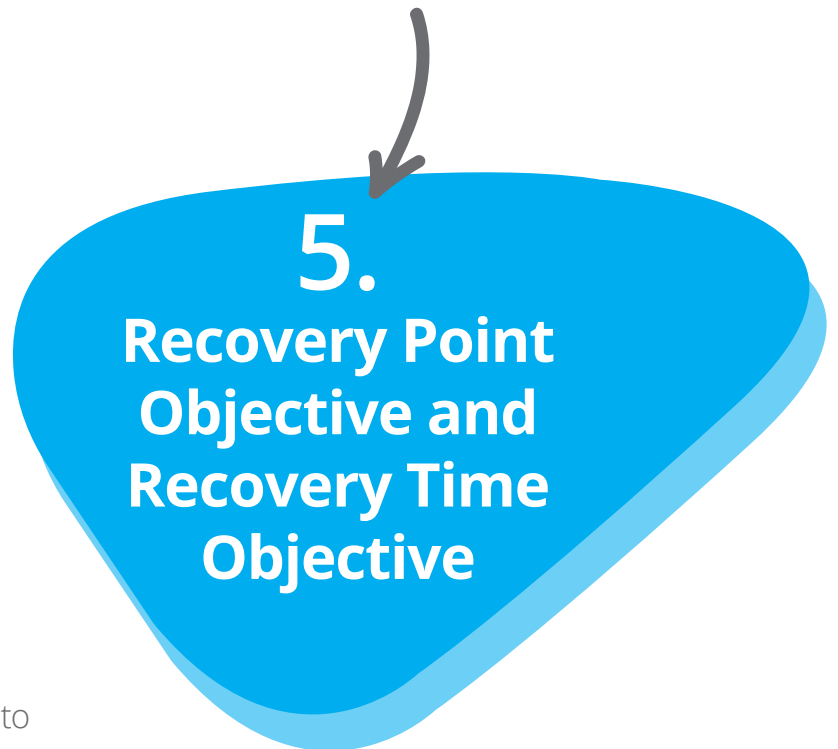 5.
Recovery Point
Objective and
Recovery Time
Objective
to